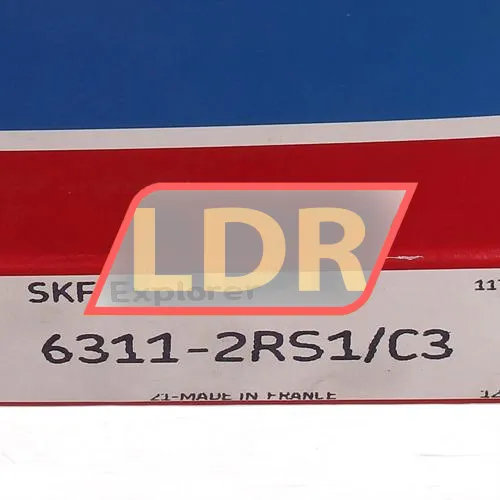 LDR
SKF Explorer
6311-2RS1/C3
21-MADE IN FRANCE